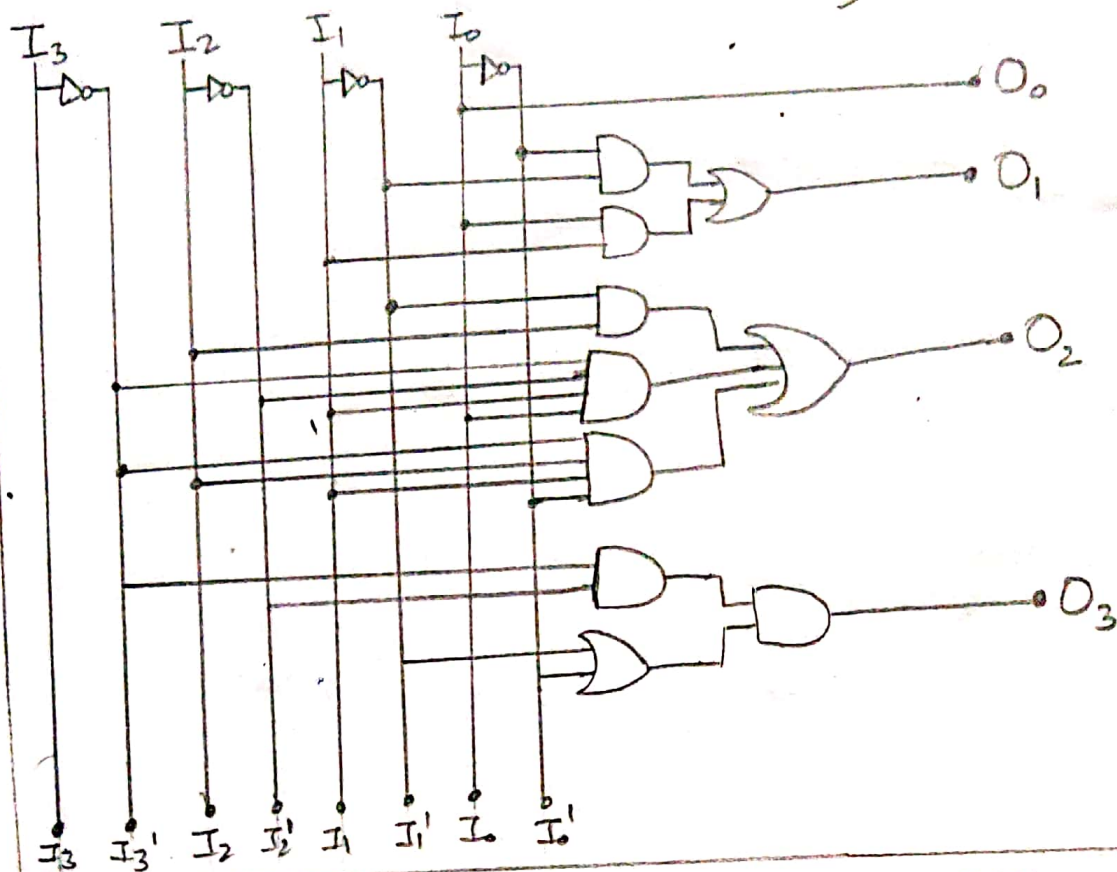 I₃ I₂ I₁ I₀
O₀
O₁
O₂
O₃
I₃ I₃' I₂ I₂' I₁ I₁' I₀ I₀'